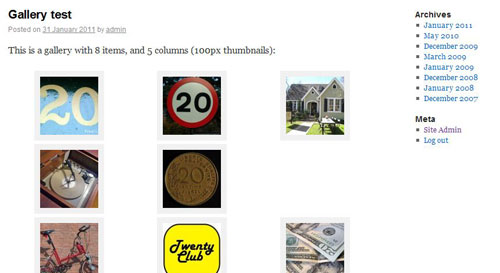 Gallery test
Posted on 31 January 2011 by admin
This is a gallery with 8 items, and 5 columns (100px thumbnails):
20
20
20
Twenty
Club
Archives
January 2011
May 2010
December 2009
March 2009
January 2009
December 2008
January 2008
December 2007
Meta
Site Admin
Log out